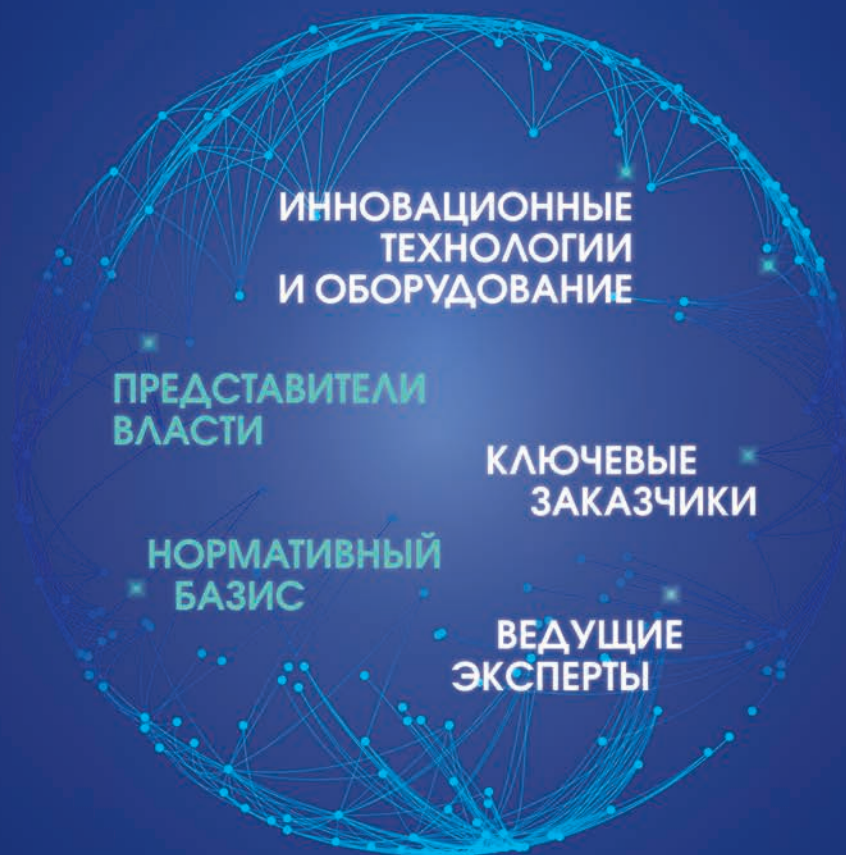 ИННОВАЦИОННЫЕ
ТЕХНОЛОГИИ
И ОБОРУДОВАНИЕ
ПРЕДСТАВИТЕЛИ
ВЛАСТИ
КЛЮЧЕВЫЕ
ЗАКАЗЧИКИ
НОРМАТИВНЫЙ
БАЗИС
ВЕДУЩИЕ
ЭКСПЕРТЫ